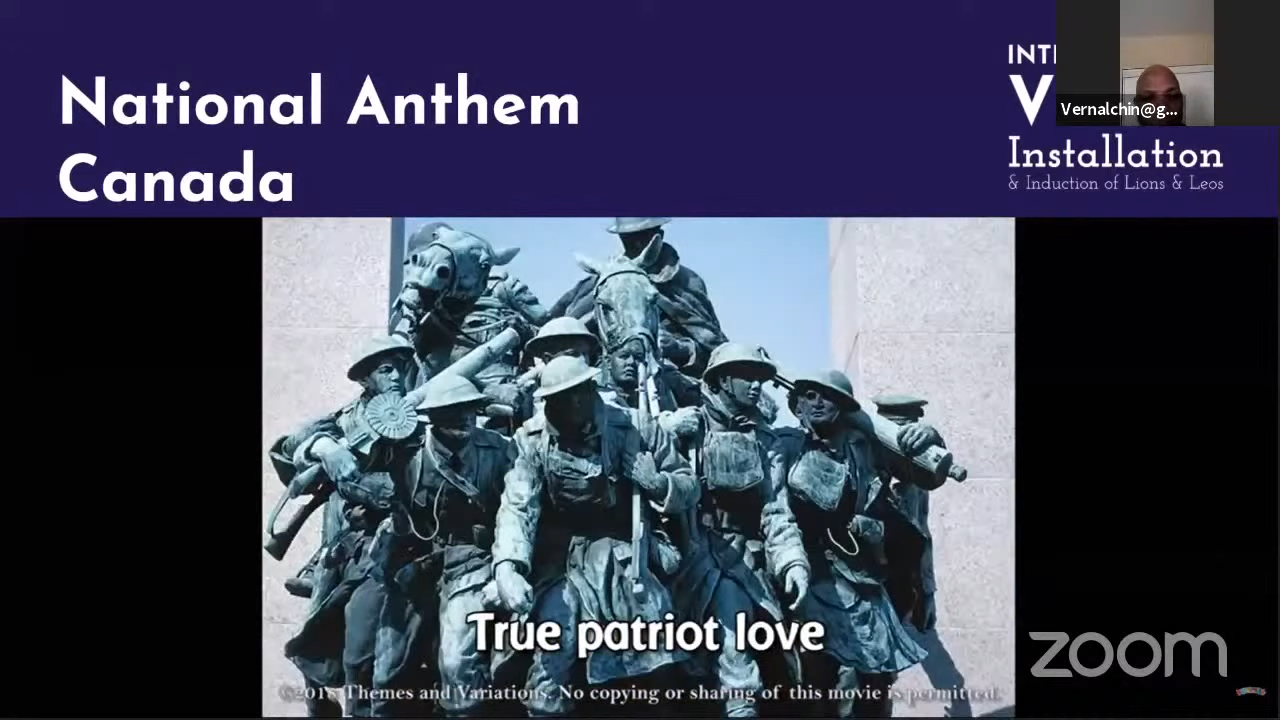 National Anthem
Canada
INT
V
Vernalchin@g...
Installation
& Induction of Lions & Leos
True patriot love
Themes and Variations. No copying or sharing of this movie is permitted.
zoom